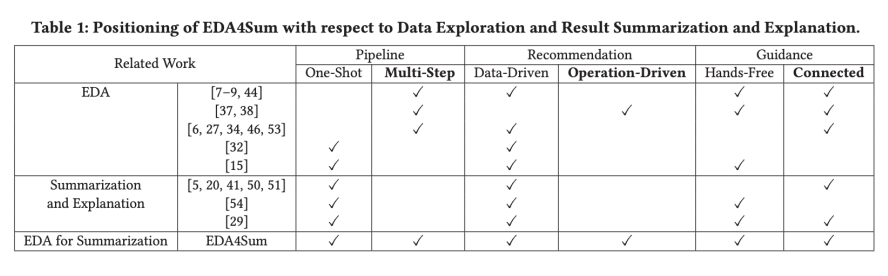 Table 1: Positioning of EDA4Sum with respect to Data Exploration and Result Summarization and Explanation.
Related Work Pipeline Recommendation Guidance
One-Shot Multi-Step Data-Driven Operation-Driven Hands-Free Connected
EDA [7–9, 44] ✓ ✓ ✓ ✓
[37, 38] ✓ ✓ ✓ ✓
[6, 27, 34, 46, 53] ✓ ✓ ✓
[32] ✓ ✓
[15] ✓ ✓ ✓
Summarization [5, 20, 41, 50, 51] ✓ ✓ ✓
and Explanation [54] ✓ ✓ ✓
[29] ✓ ✓ ✓ ✓
EDA for Summarization EDA4Sum ✓ ✓ ✓ ✓ ✓ ✓